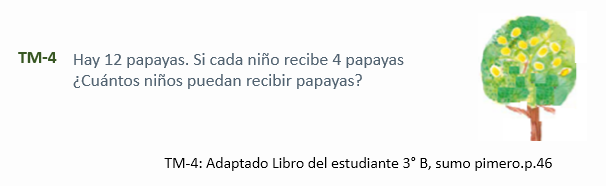 TM-4 Hay 12 papayas. Si cada niño recibe 4 papayas
¿Cuántos niños puedan recibir papayas?
TM-4: Adaptado Libro del estudiante 3° B, sumo pimero.p.46